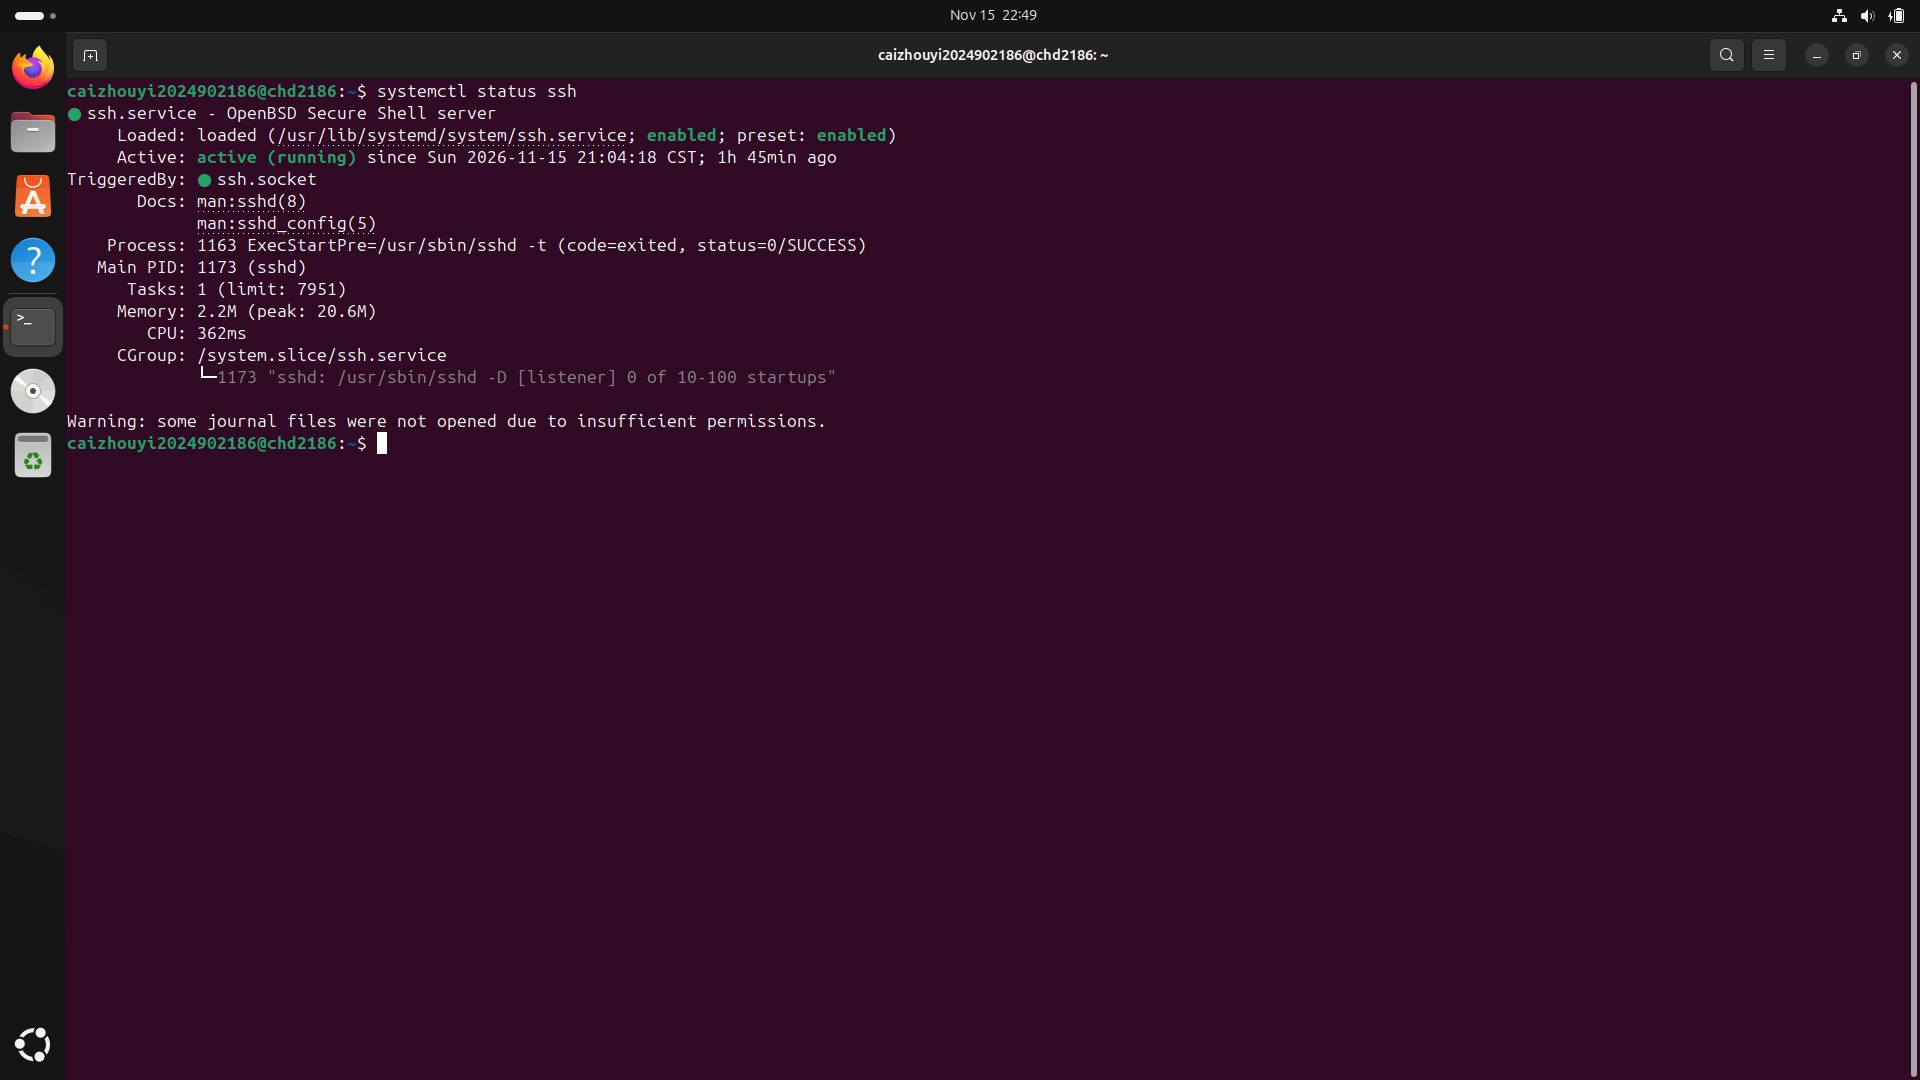 Nov 15 22:49
caizhouyi2024902186@chd2186: ~
caizhouyi2024902186@chd2186:~$ systemctl status ssh
● ssh.service - OpenBSD Secure Shell server
     Loaded: loaded (/usr/lib/systemd/system/ssh.service; enabled; preset: enabled)
     Active: active (running) since Sun 2026-11-15 21:04:18 CST; 1h 45min ago
TriggeredBy: ● ssh.socket
       Docs: man:sshd(8)
             man:sshd_config(5)
    Process: 1163 ExecStartPre=/usr/sbin/sshd -t (code=exited, status=0/SUCCESS)
   Main PID: 1173 (sshd)
      Tasks: 1 (limit: 7951)
     Memory: 2.2M (peak: 20.6M)
        CPU: 362ms
     CGroup: /system.slice/ssh.service
             └─1173 "sshd: /usr/sbin/sshd -D [listener] 0 of 10-100 startups"
Warning: some journal files were not opened due to insufficient permissions.
caizhouyi2024902186@chd2186:~$